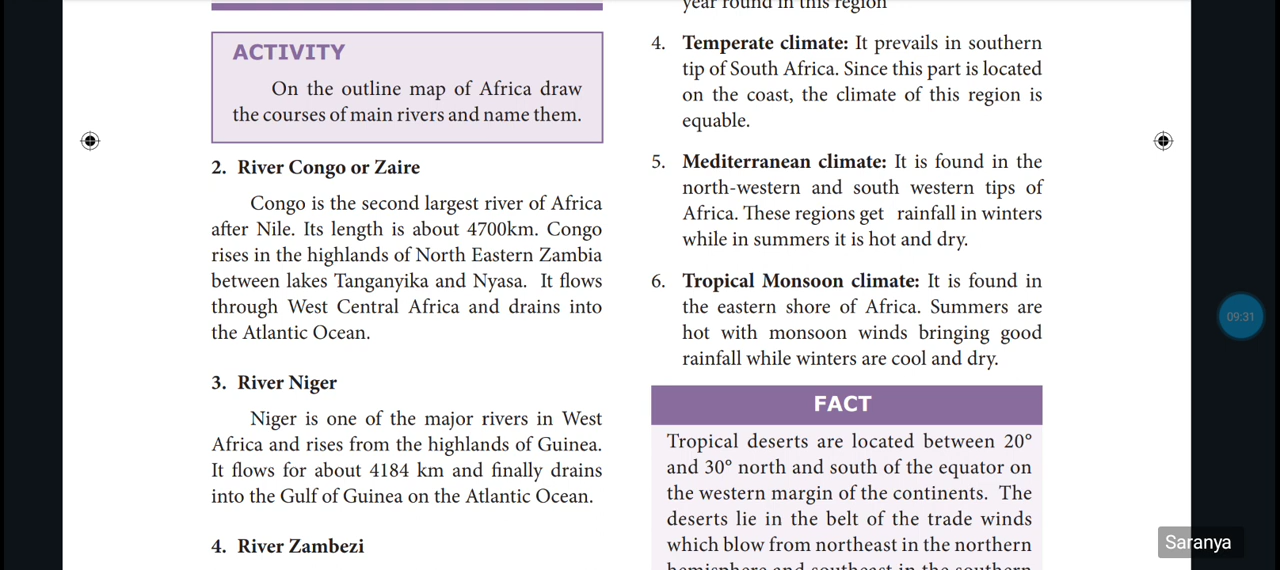 ACTIVITY
On the outline map of Africa draw
the courses of main rivers and name them.
2. River Congo or Zaire
Congo is the second largest river of Africa
after Nile. Its length is about 4700km. Congo
rises in the highlands of North Eastern Zambia
between lakes Tanganyika and Nyasa. It flows
through West Central Africa and drains into
the Atlantic Ocean.
3. River Niger
Niger is one of the major rivers in West
Africa and rises from the highlands of Guinea.
It flows for about 4184 km and finally drains
into the Gulf of Guinea on the Atlantic Ocean.
4. River Zambezi
year round in this region
4. Temperate climate: It prevails in southern
tip of South Africa. Since this part is located
on the coast, the climate of this region is
equable.
5. Mediterranean climate: It is found in the
north-western and south western tips of
Africa. These regions get rainfall in winters
while in summers it is hot and dry.
6. Tropical Monsoon climate: It is found in
the eastern shore of Africa. Summers are
hot with monsoon winds bringing good
rainfall while winters are cool and dry.
FACT
Tropical deserts are located between 20°
and 30° north and south of the equator on
the western margin of the continents. The
deserts lie in the belt of the trade winds
which blow from northeast in the northern
hemisphere and southeast in the southern
09:31
Saranya